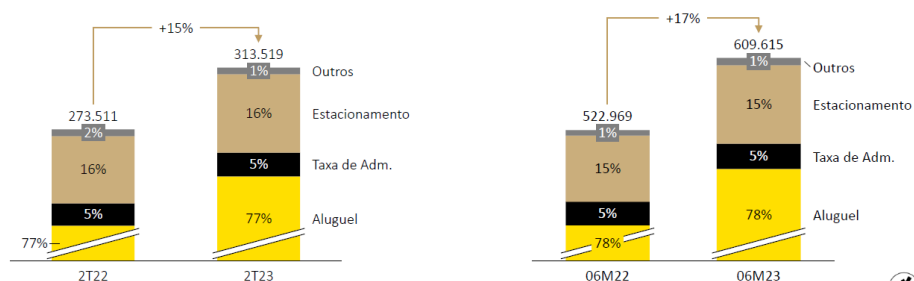 +15%
313.519
1%
Outros
273.511
2%
16%
Estacionamento
16%
5%
Taxa de Adm.
5%
77%
Aluguel
77%
2T22
2T23
+17%
609.615
1%
Outros
522.969
1%
15%
Estacionamento
15%
5%
Taxa de Adm.
5%
78%
Aluguel
78%
06M22
06M23